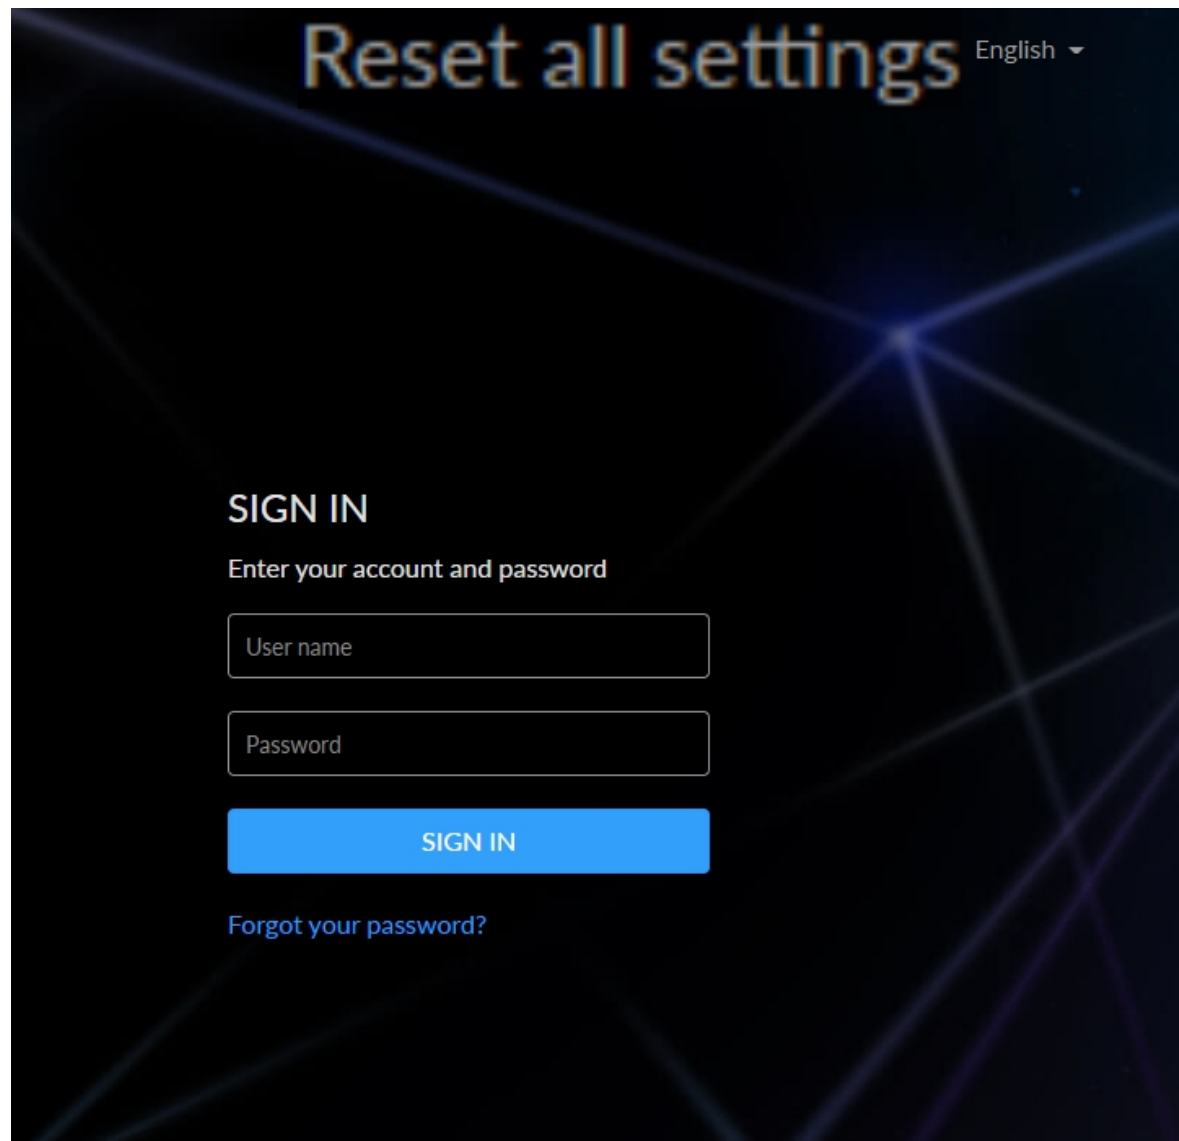 Reset all settings English
SIGN IN
Enter your account and password
User name
Password
SIGN IN
Forgot your password?